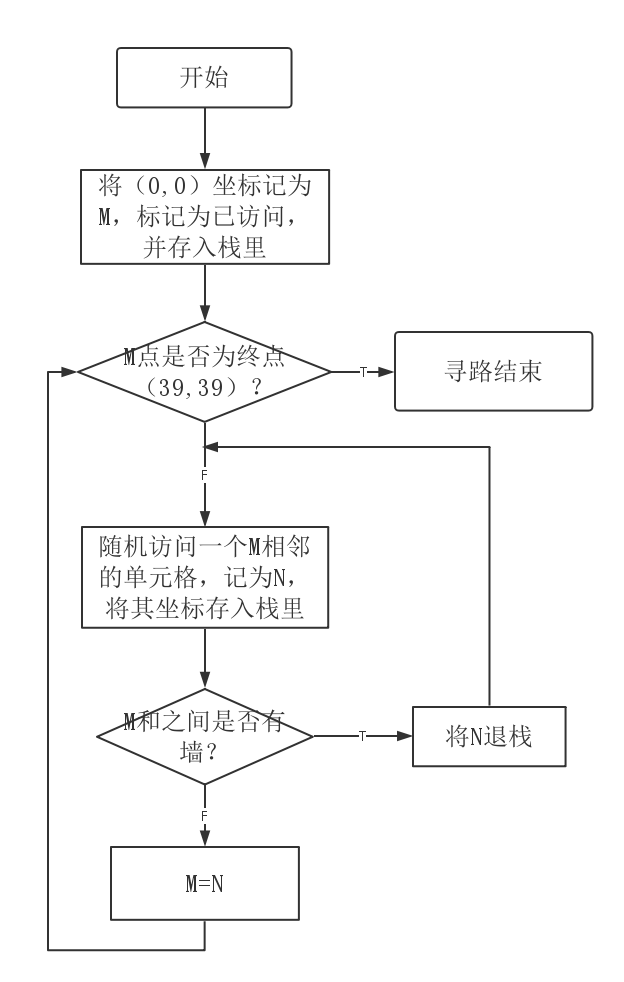 开始
将（0,0）坐标记为
M，标记为已访问，
并存入栈里
M点是否为终点
（39,39）？
T
寻路结束
F
随机访问一个M相邻
的单元格，记为N，
将其坐标存入栈里
M和之间是否有
墙？
T
将N退栈
F
M=N